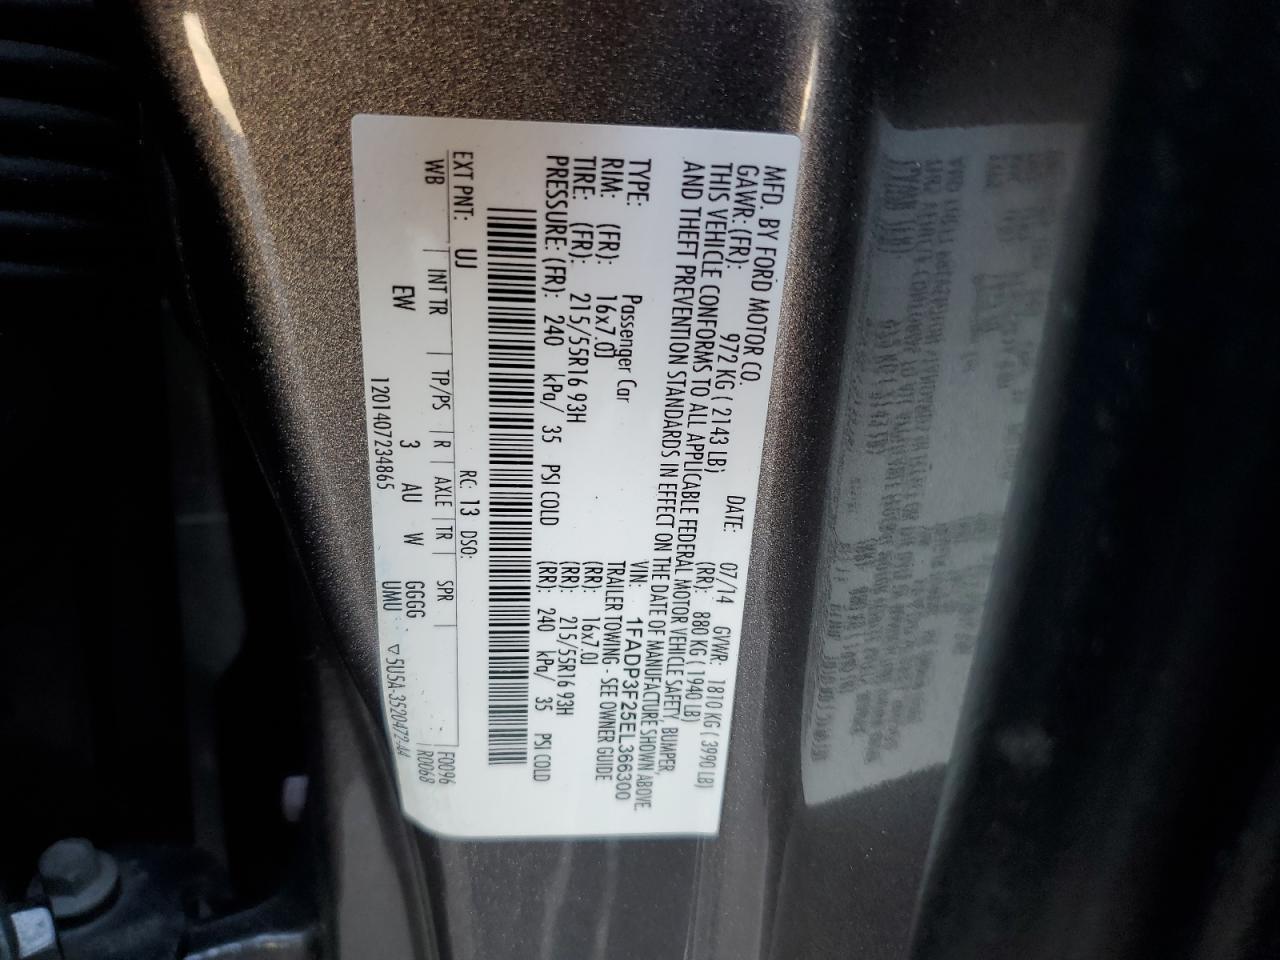 MFD. BY FORD MOTOR CO. DATE: 07/14 GVWR: 1810 KG ( 3990 LB)
GAWR: (FR): 972 KG ( 2143 LB) (RR): 880 KG ( 1940 LB)
THIS VEHICLE CONFORMS TO ALL APPLICABLE FEDERAL MOTOR VEHICLE SAFETY, BUMPER,
AND THEFT PREVENTION STANDARDS IN EFFECT ON THE DATE OF MANUFACTURE SHOWN ABOVE.
VIN: 1FADP3F25EL366300
TYPE: Passenger Car TRAILER TOWING - SEE OWNER GUIDE
RIM: (FR): 16x7.0J (RR): 16x7.0J
TIRE: (FR): 215/55R16 93H (RR): 215/55R16 93H
PRESSURE: (FR): 240 kPa/ 35 PSI COLD (RR): 240 kPa/ 35 PSI COLD
EXT PNT: UJ RC: 13 DSO: F0096
WB INT TR TP/PS R AXLE TR SPR R0068
EW 3 AU W GGGG
UMU
1201407234865 ▽5U5A-3520472-AA